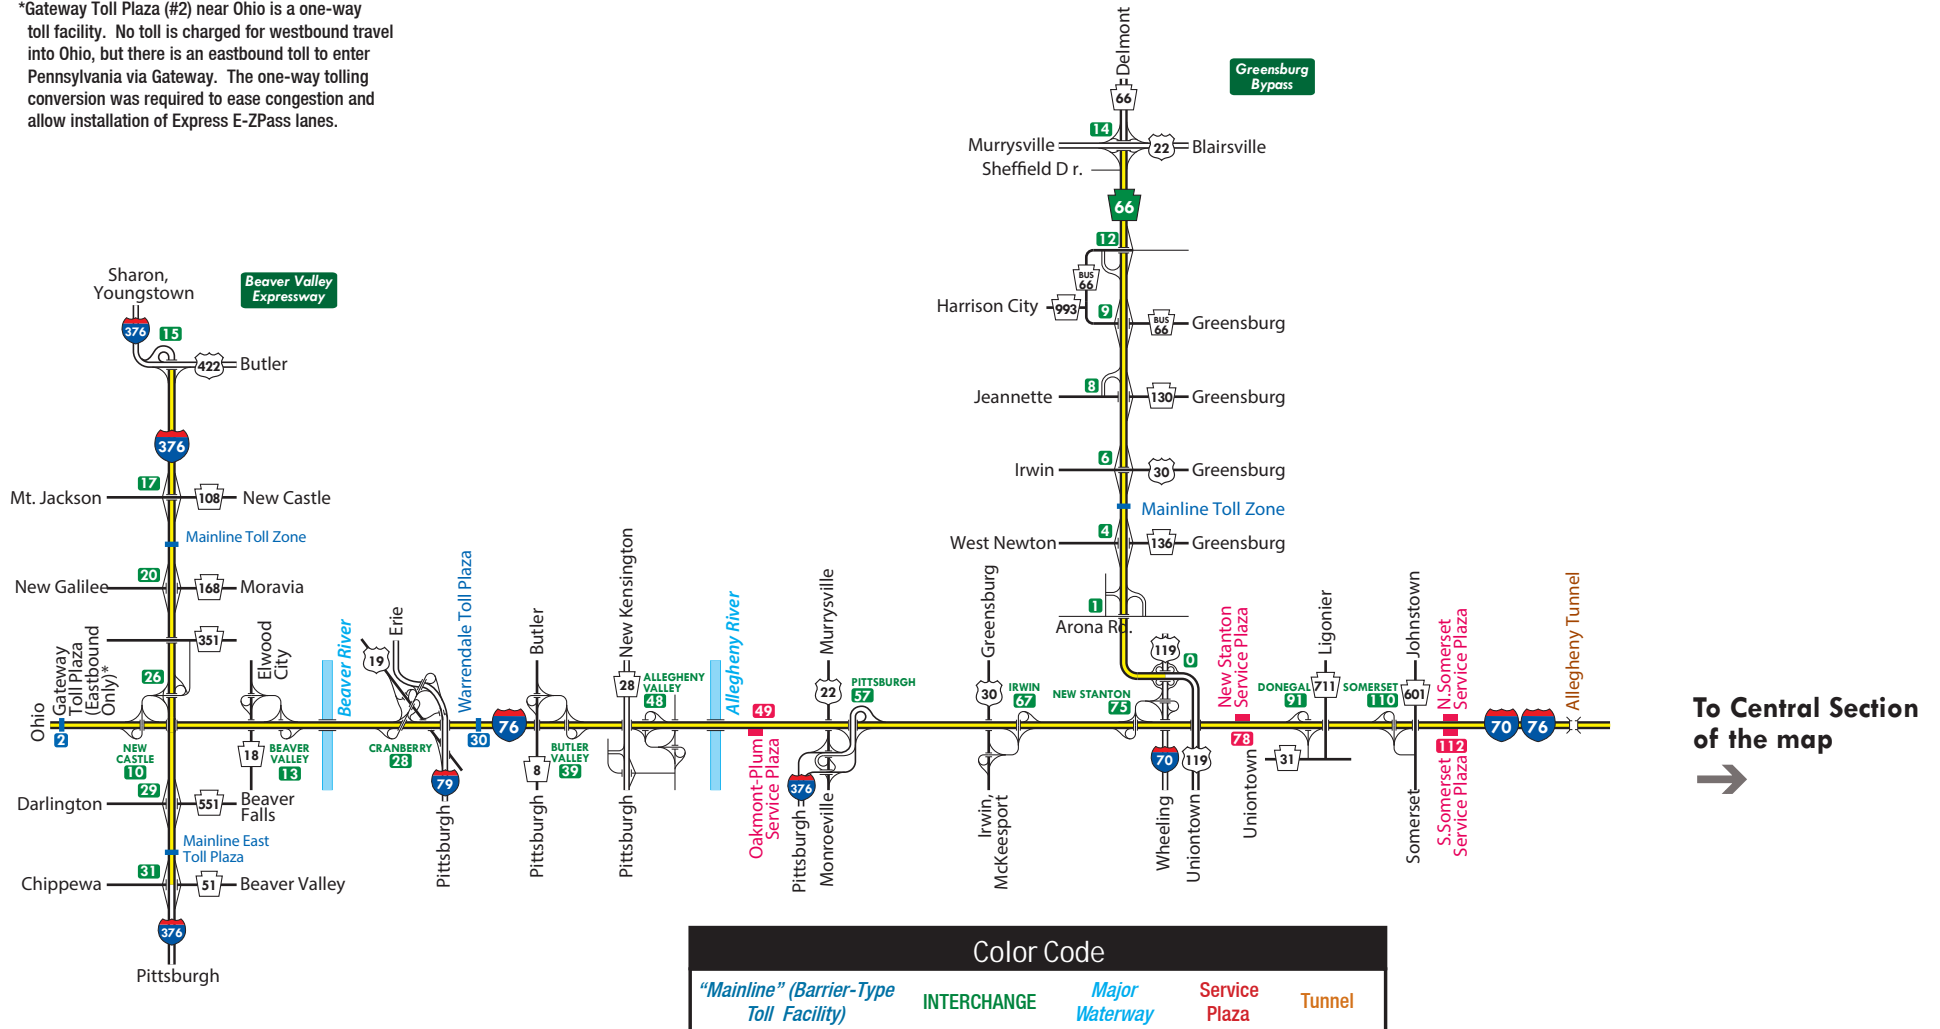 *Gateway Toll Plaza (#2) near Ohio is a one-way
toll facility. No toll is charged for westbound travel
into Ohio, but there is an eastbound toll to enter
Pennsylvania via Gateway. The one-way tolling
conversion was required to ease congestion and
allow installation of Express E-ZPass lanes.
Delmont
66
Greensburg
Bypass
14
Murrysville
22
Blairsville
Sheffield D r.
66
12
BUS
66
Harrison City
993
9
BUS
66
Greensburg
8
Jeannette
130
Greensburg
6
Irwin
30
Greensburg
Mainline Toll Zone
4
West Newton
136
Greensburg
1
Arona Rd.
119
0
Sharon,
Youngstown
Beaver Valley
Expressway
376
15
422
Butler
376
17
Mt. Jackson
108
New Castle
Mainline Toll Zone
20
New Galilee
168
Moravia
351
26
Ohio
Gateway
Toll Plaza
(Eastbound
Only)*
2
NEW
CASTLE
10
29
Darlington
551
Beaver
Falls
Mainline East
Toll Plaza
31
Chippewa
51
Beaver Valley
376
Pittsburgh
Elwood
City
18
BEAVER
VALLEY
13
Beaver River
19
Erie
CRANBERRY
28
79
Pittsburgh
Warrendale Toll Plaza
30
76
Butler
8
Pittsburgh
BUTLER
VALLEY
39
New Kensington
28
Pittsburgh
ALLEGHENY
VALLEY
48
Allegheny River
49
Oakmont-Plum
Service Plaza
Murrysville
22
PITTSBURGH
57
376
Pittsburgh
Monroeville
Greensburg
30
IRWIN
67
Irwin,
McKeesport
NEW STANTON
75
70
119
Wheeling
Uniontown
New Stanton
Service Plaza
78
Uniontown
DONEGAL
91
Ligonier
711
31
SOMERSET
110
Johnstown
601
Somerset
N.Somerset
Service Plaza
112
S.Somerset
Service Plaza
70
76
Allegheny Tunnel
To Central Section
of the map
Color Code
“Mainline” (Barrier-Type
Toll Facility)
INTERCHANGE
Major
Waterway
Service
Plaza
Tunnel